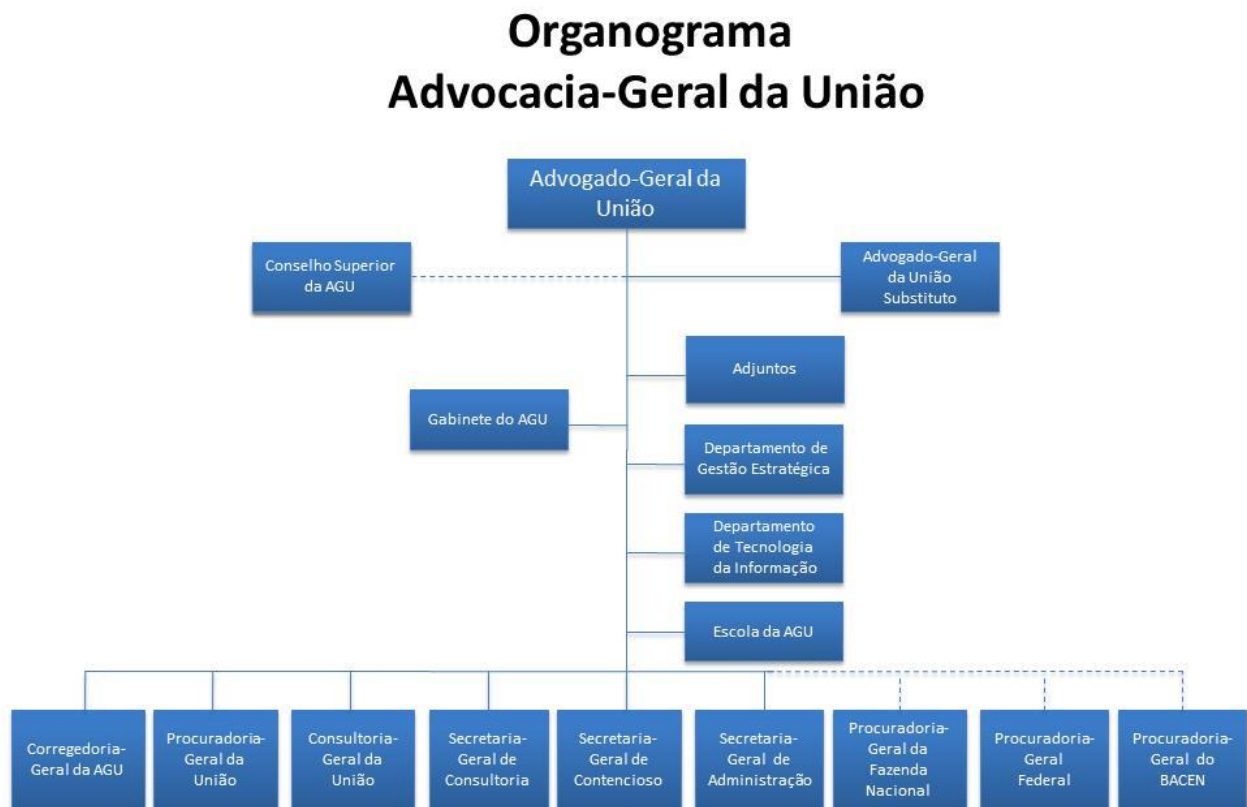 Organograma
Advocacia-Geral da União
Advogado-Geral da
União
Conselho Superior
da AGU
Advogado-Geral
da União
Substituto
Adjuntos
Gabinete do AGU
Departamento de
Gestão Estratégica
Departamento
de Tecnologia
da Informação
Escola da AGU
Corregedoria-
Geral da AGU
Procuradoria-
Geral da
União
Consultoria-
Geral da
União
Secretaria-
Geral de
Consultoria
Secretaria-
Geral de
Contencioso
Secretaria-
Geral de
Administração
Procuradoria-
Geral da
Fazenda
Nacional
Procuradoria-
Geral
Federal
Procuradoria-
Geral do
BACEN